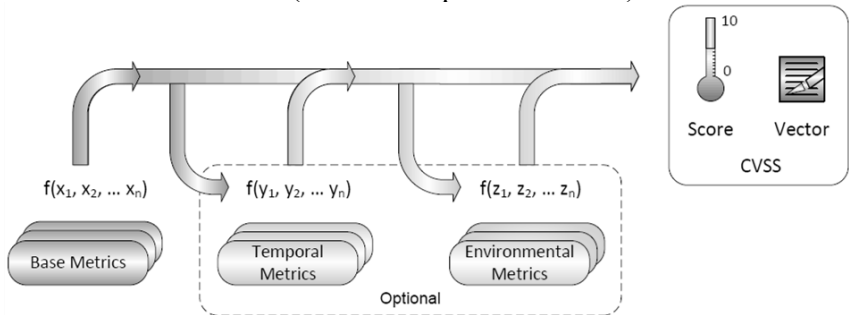 10
0
Score Vector
CVSS
f(x₁, x₂, ... xₙ) f(y₁, y₂, ... yₙ) f(z₁, z₂, ... zₙ)
Base Metrics
Temporal
Metrics
Environmental
Metrics
Optional